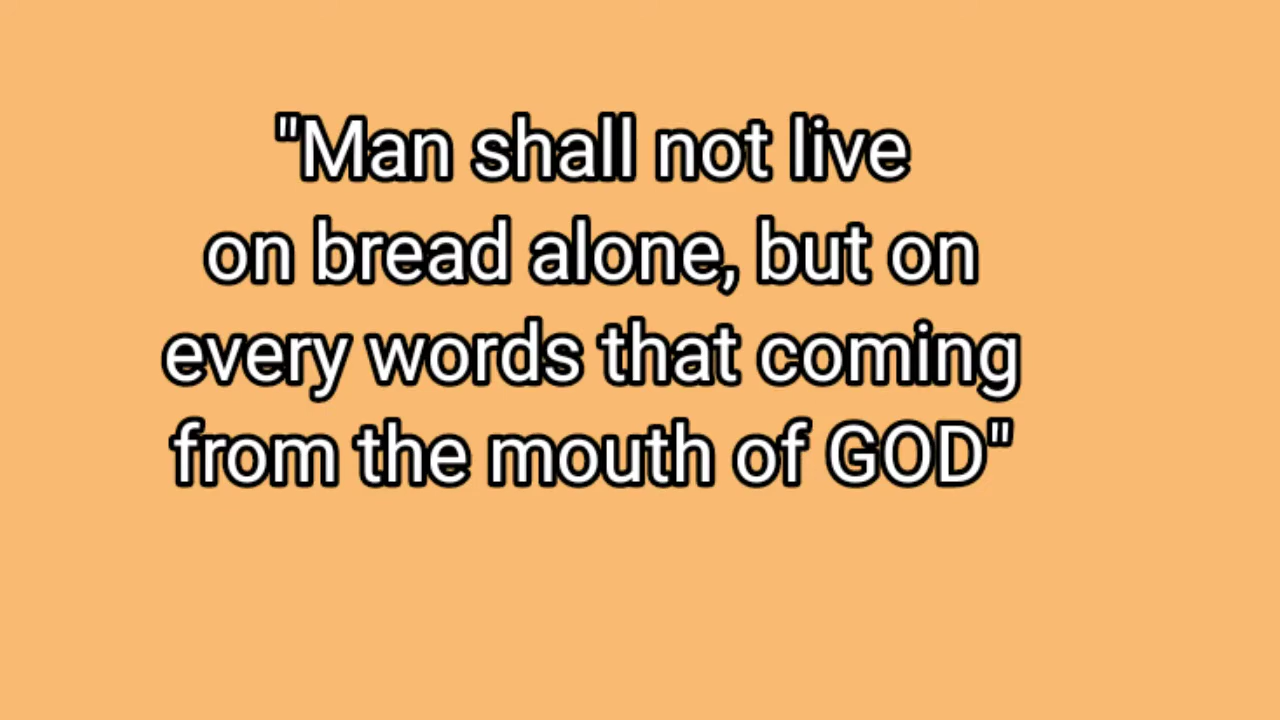 "Man shall not live
on bread alone, but on
every words that coming
from the mouth of GOD"